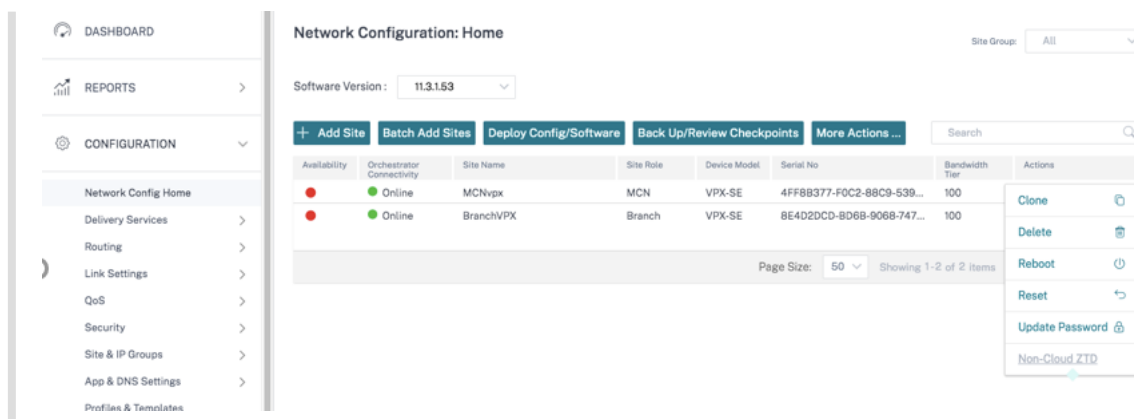 DASHBOARD
REPORTS
CONFIGURATION
Network Config Home
Delivery Services
Routing
Link Settings
QoS
Security
Site & IP Groups
App & DNS Settings
Profiles & Templates
Network Configuration: Home
Site Group: All
Software Version : 11.3.1.53
+ Add Site Batch Add Sites Deploy Config/Software Back Up/Review Checkpoints More Actions ... Search
Availability Orchestrator Connectivity Site Name Site Role Device Model Serial No Bandwidth Tier Actions
Online MCNvpx MCN VPX-SE 4FF8B377-F0C2-88C9-539... 100
Online BranchVPX Branch VPX-SE 8E4D2DCD-BD6B-9068-747... 100
Page Size: 50 Showing 1-2 of 2 items
Clone
Delete
Reboot
Reset
Update Password
Non-Cloud ZTD